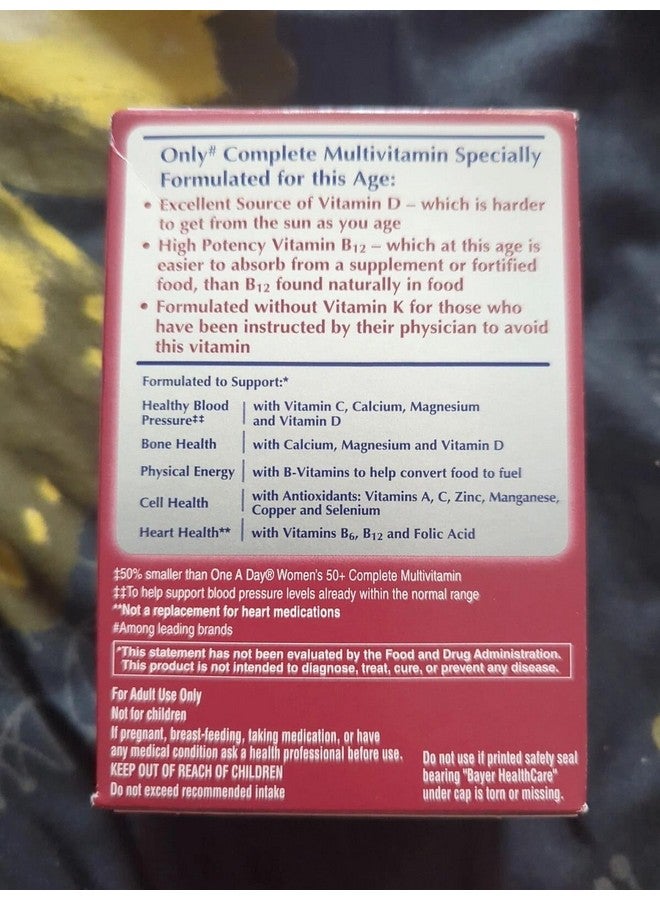 Only# Complete Multivitamin Specially
Formulated for this Age:
• Excellent Source of Vitamin D – which is harder
to get from the sun as you age
• High Potency Vitamin B12 – which at this age is
easier to absorb from a supplement or fortified
food, than B12 found naturally in food
• Formulated without Vitamin K for those who
have been instructed by their physician to avoid
this vitamin
Formulated to Support:*
Healthy Blood Pressure‡‡ | with Vitamin C, Calcium, Magnesium and Vitamin D
Bone Health | with Calcium, Magnesium and Vitamin D
Physical Energy | with B-Vitamins to help convert food to fuel
Cell Health | with Antioxidants: Vitamins A, C, Zinc, Manganese, Copper and Selenium
Heart Health** | with Vitamins B6, B12 and Folic Acid
‡50% smaller than One A Day® Women's 50+ Complete Multivitamin
‡‡To help support blood pressure levels already within the normal range
**Not a replacement for heart medications
#Among leading brands
*This statement has not been evaluated by the Food and Drug Administration.
This product is not intended to diagnose, treat, cure, or prevent any disease.
For Adult Use Only
Not for children
If pregnant, breast-feeding, taking medication, or have
any medical condition ask a health professional before use.
KEEP OUT OF REACH OF CHILDREN
Do not exceed recommended intake
Do not use if printed safety seal
bearing "Bayer HealthCare"
under cap is torn or missing.